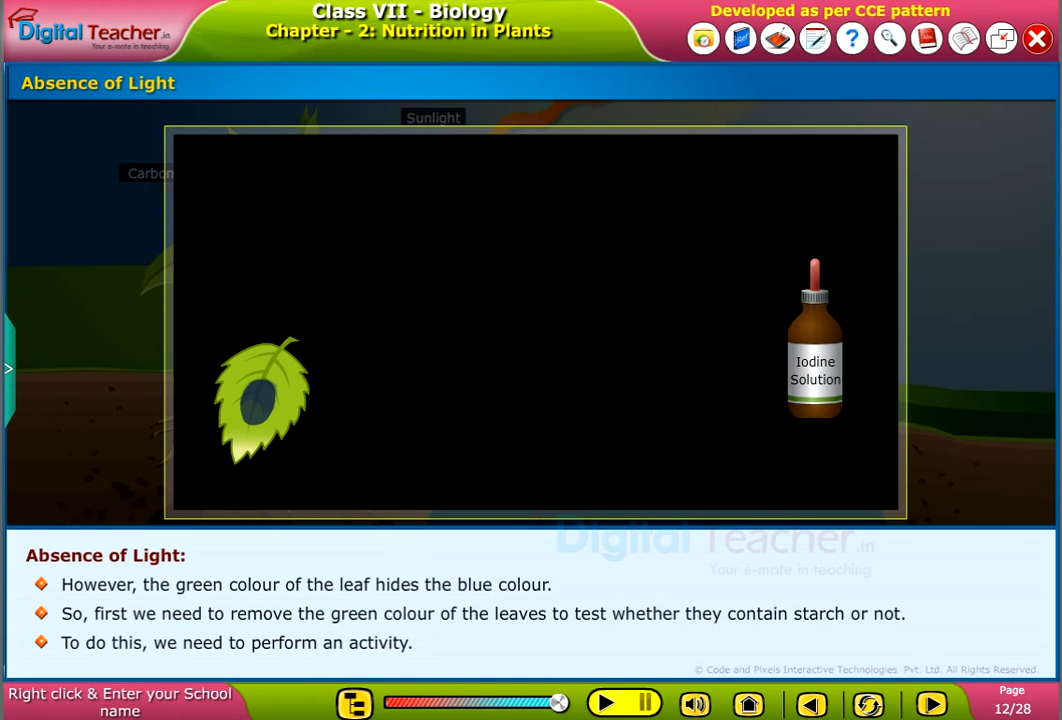 Digital Teacher.in
Your e-mote in teaching
Class VII - Biology
Chapter - 2: Nutrition in Plants
Developed as per CCE pattern
iRef
?
Absence of Light
Sunlight
Carbon
>
Iodine
Solution
Digital Teacher.in
Your e-mote in teaching
Absence of Light:
However, the green colour of the leaf hides the blue colour.
So, first we need to remove the green colour of the leaves to test whether they contain starch or not.
To do this, we need to perform an activity.
© Code and Pixels Interactive Technologies Pvt. Ltd. All Rights Reserved.
Right click & Enter your School
name
Page
12/28